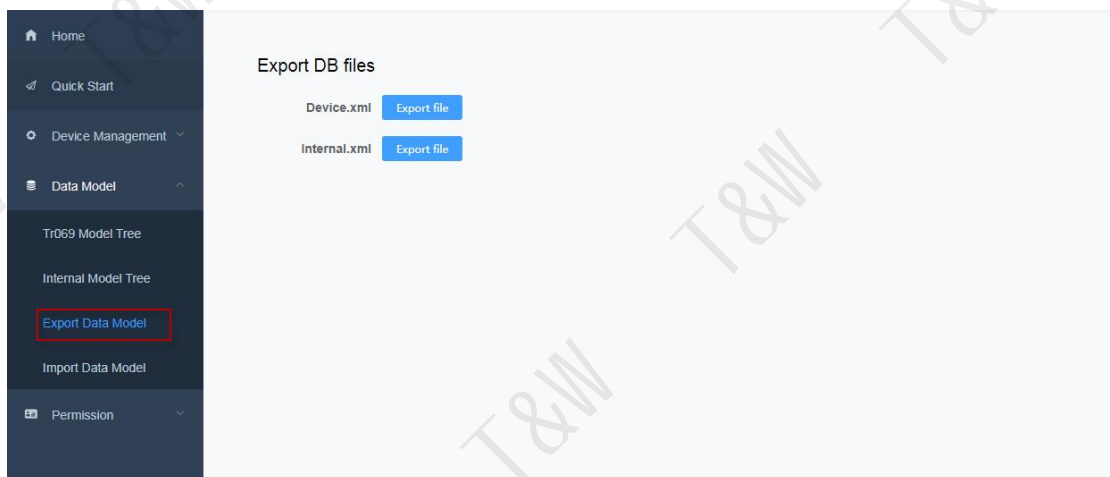 Home
Quick Start
Device Management
Data Model
Tr069 Model Tree
Internal Model Tree
Export Data Model
Import Data Model
Permission
Export DB files
Device.xml Export file
Internal.xml Export file
T&W
T&W
T&W
T&W